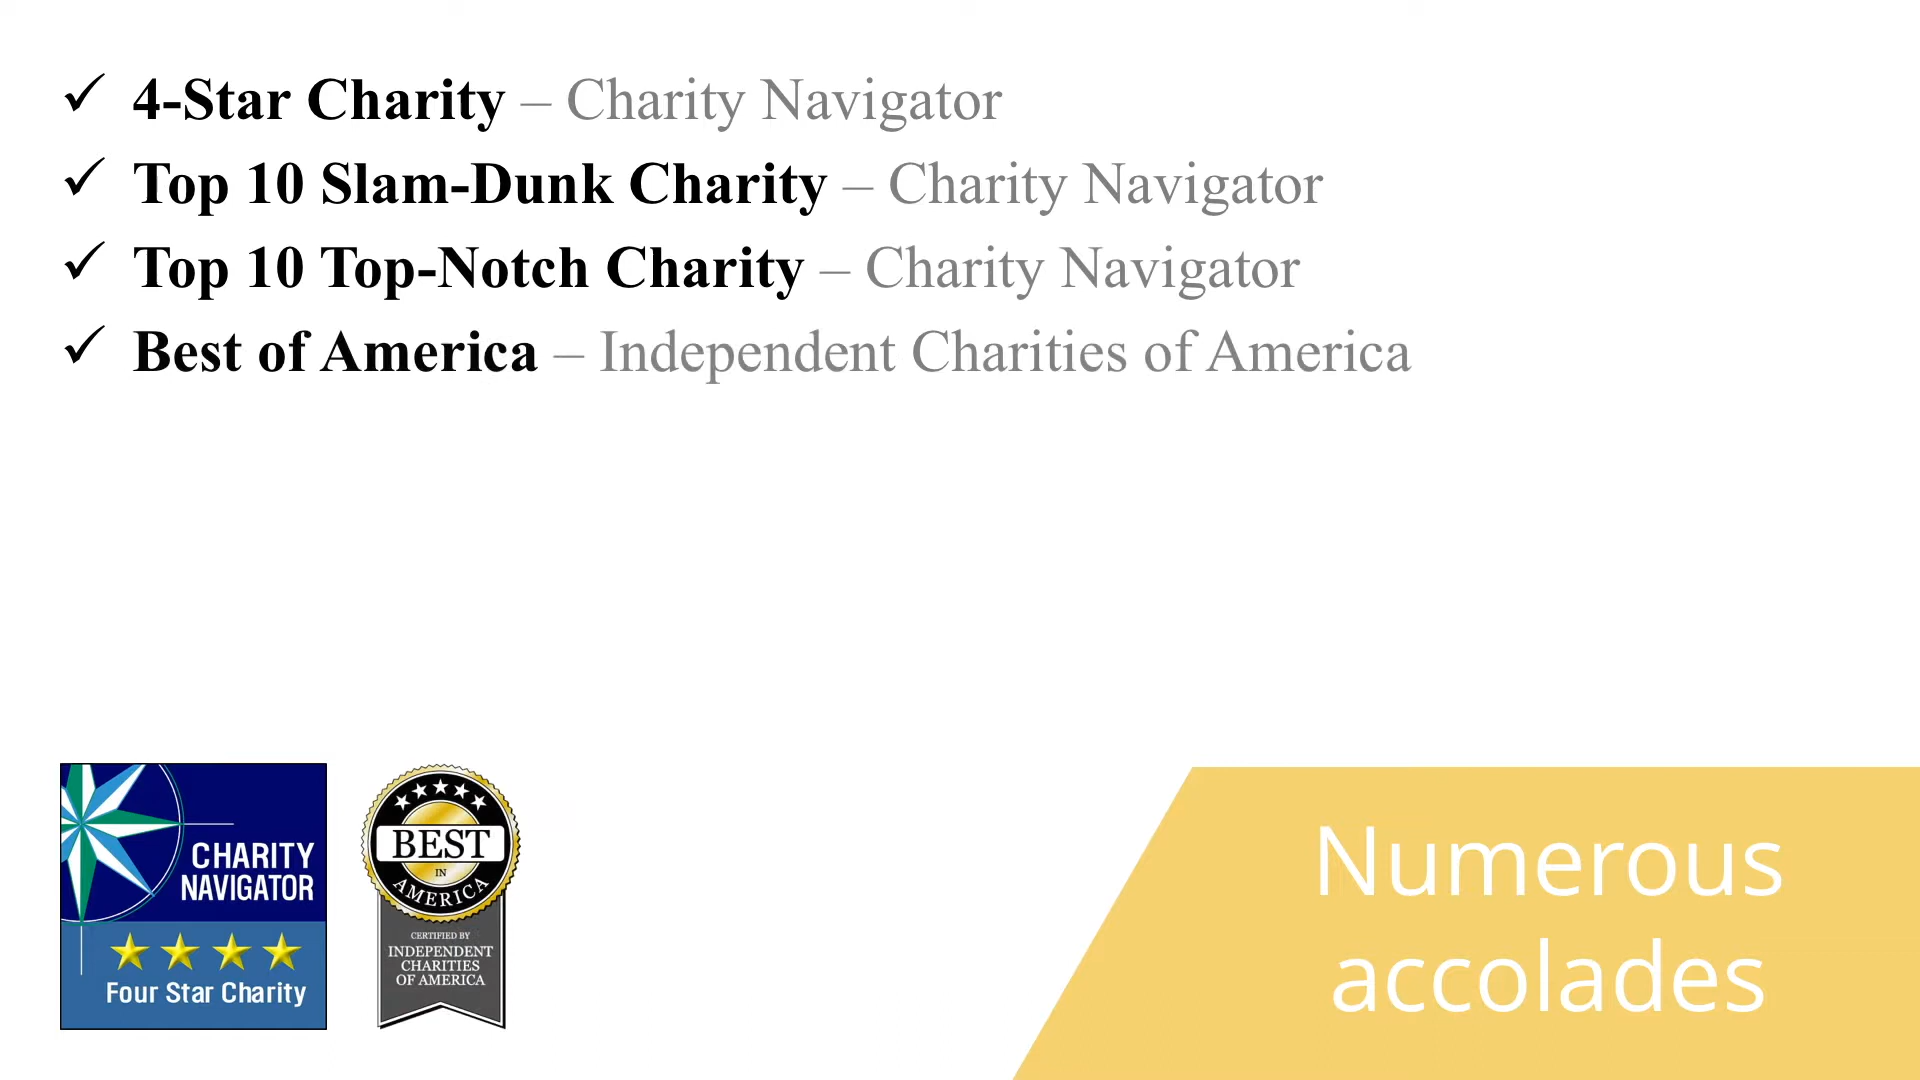 ✓ 4-Star Charity – Charity Navigator
✓ Top 10 Slam-Dunk Charity – Charity Navigator
✓ Top 10 Top-Notch Charity – Charity Navigator
✓ Best of America – Independent Charities of America
CHARITY
NAVIGATOR
Four Star Charity
BEST
IN
AMERICA
CERTIFIED BY
INDEPENDENT
CHARITIES
OF AMERICA
Numerous
accolades